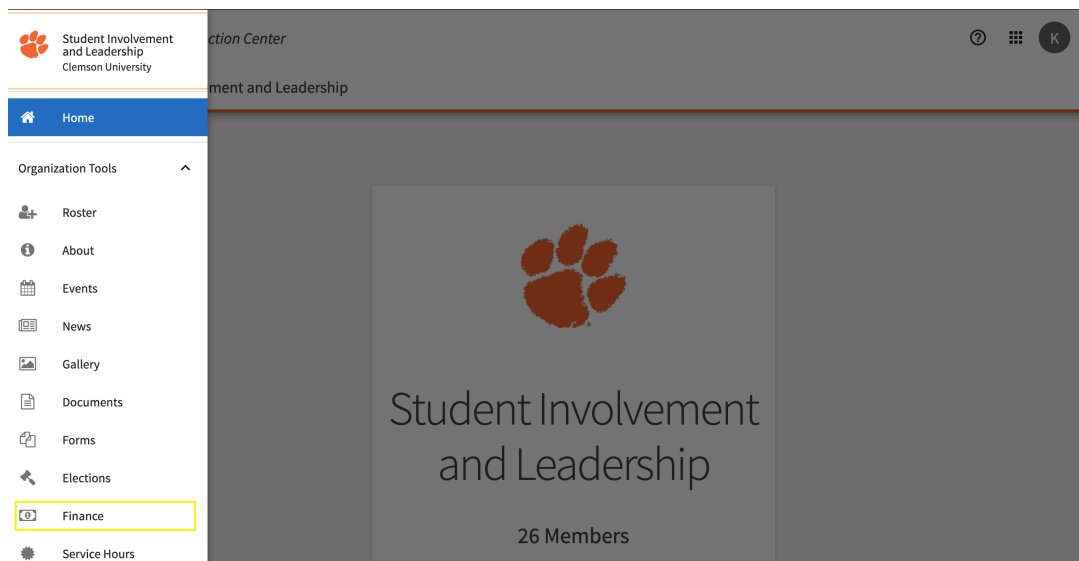 Student Involvement
and Leadership
Clemson University
ction Center
K
ment and Leadership
Home
Organization Tools
Roster
About
Events
News
Gallery
Documents
Forms
Elections
Finance
Service Hours
Student Involvement
and Leadership
26 Members